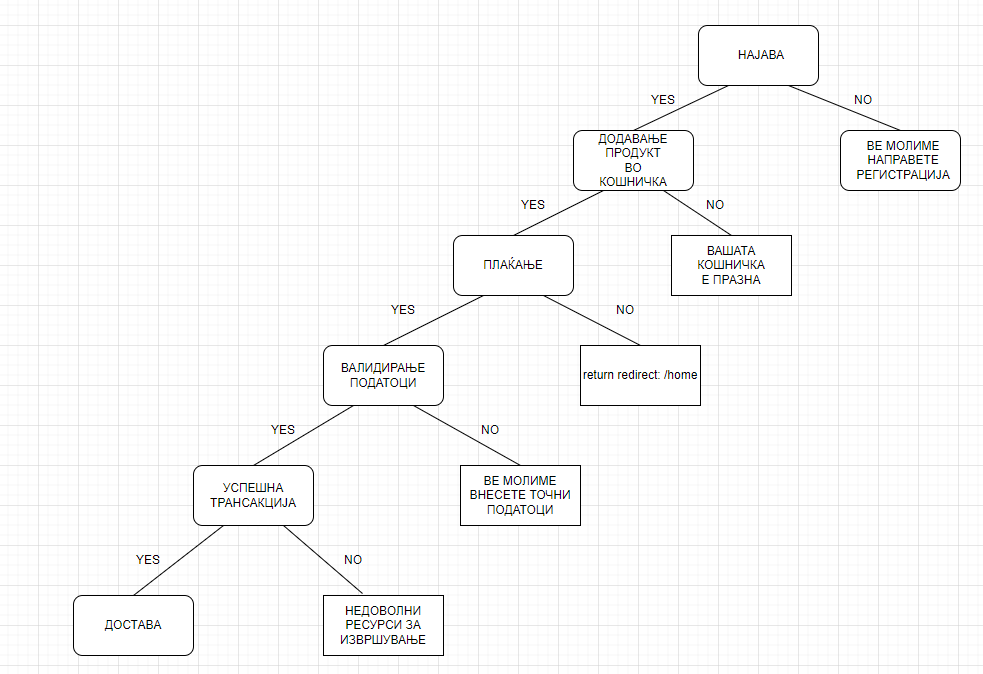 НАЈАВА
YES
NO
ДОДАВАЊЕ
ПРОДУКТ
ВО
КОШНИЧКА
ВЕ МОЛИМЕ
НАПРАВЕТЕ
РЕГИСТРАЦИЈА
YES
NO
ПЛАЌАЊЕ
ВАШАТА
КОШНИЧКА
Е ПРАЗНА
YES
NO
ВАЛИДИРАЊЕ
ПОДАТОЦИ
return redirect: /home
YES
NO
УСПЕШНА
ТРАНСАКЦИЈА
ВЕ МОЛИМЕ
ВНЕСЕТЕ ТОЧНИ
ПОДАТОЦИ
YES
NO
ДОСТАВА
НЕДОВОЛНИ
РЕСУРСИ ЗА
ИЗВРШУВАЊЕ